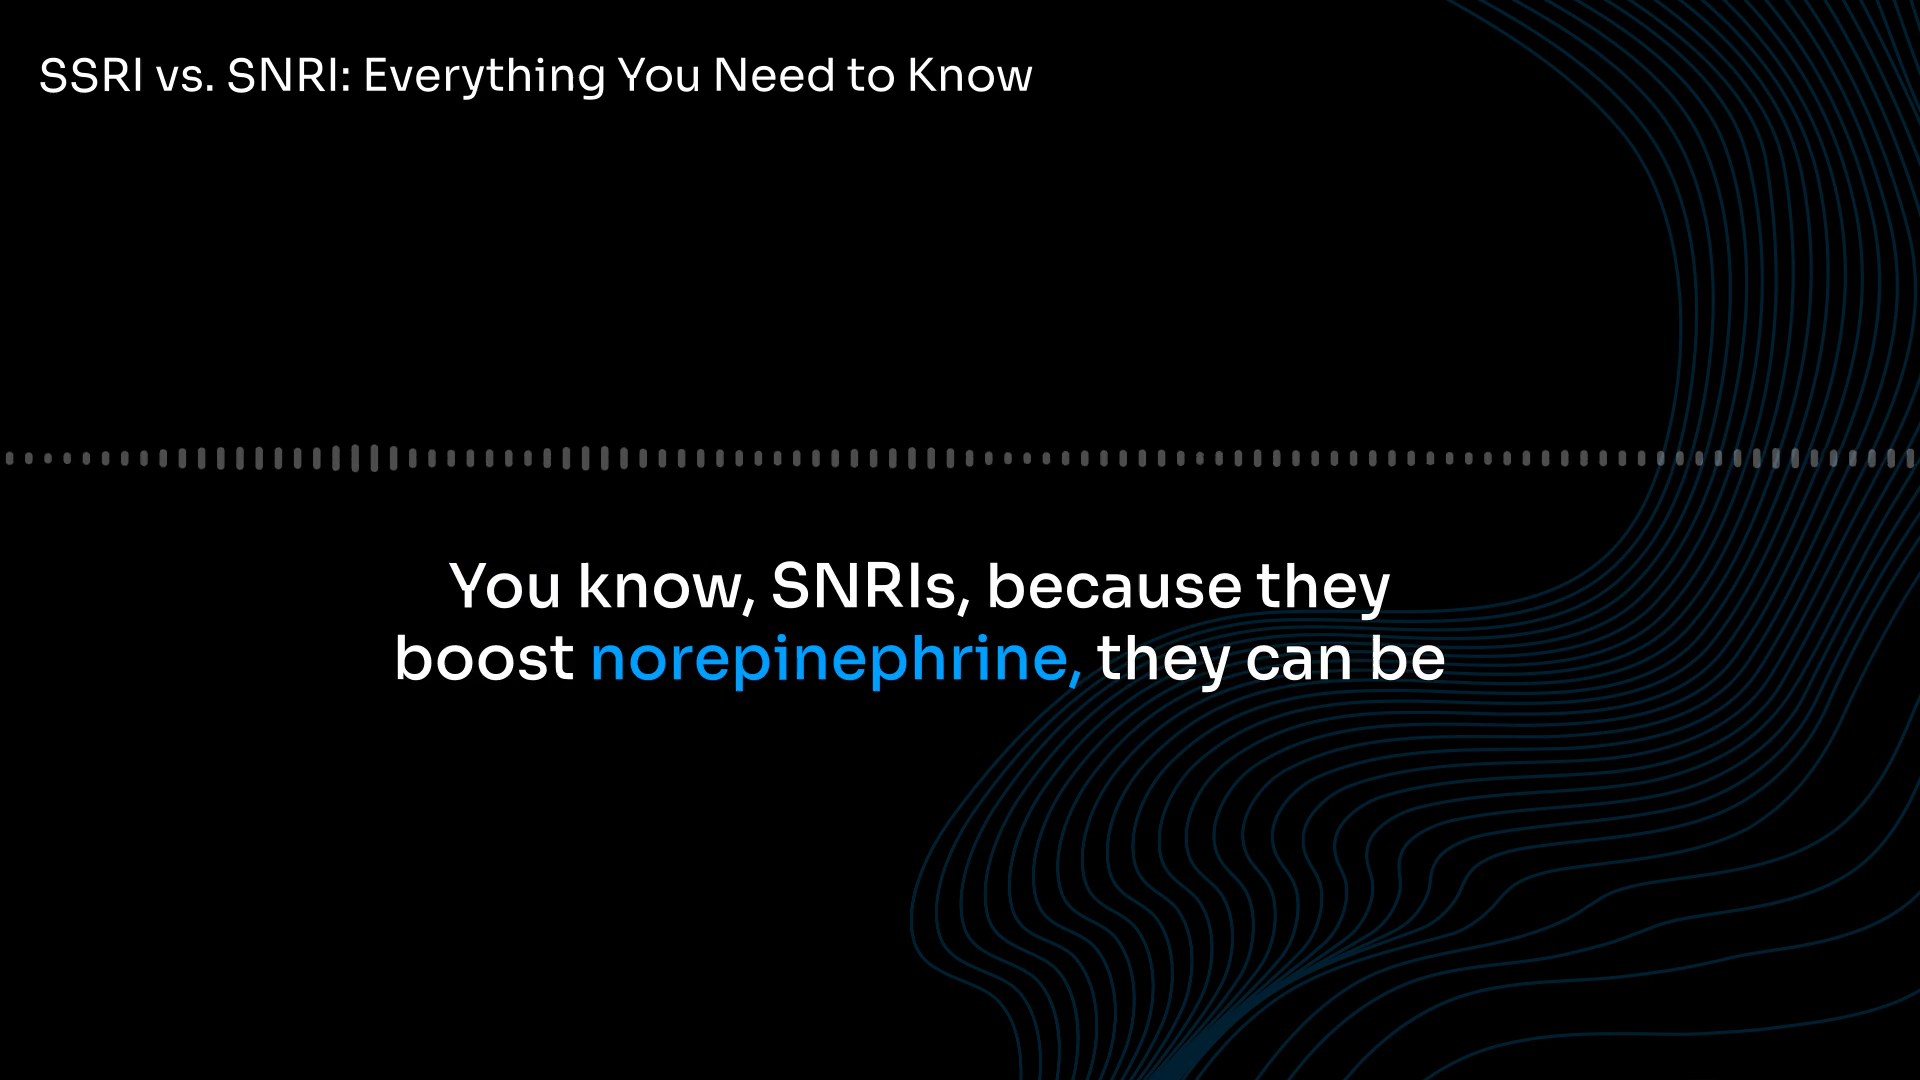 SSRI vs. SNRI: Everything You Need to Know
You know, SNRIs, because they
boost norepinephrine, they can be